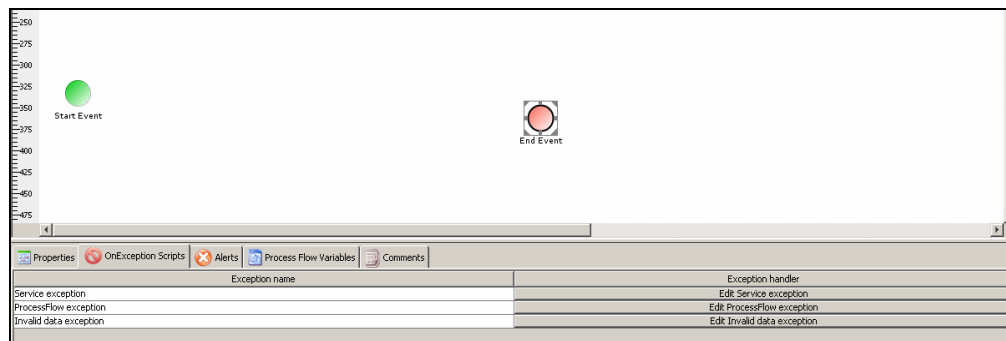 250
275
300
325
350
375
400
425
450
475
Start Event
End Event
Properties OnException Scripts Alerts Process Flow Variables Comments
Exception name Exception handler
Service exception Edit Service exception
ProcessFlow exception Edit ProcessFlow exception
Invalid data exception Edit Invalid data exception